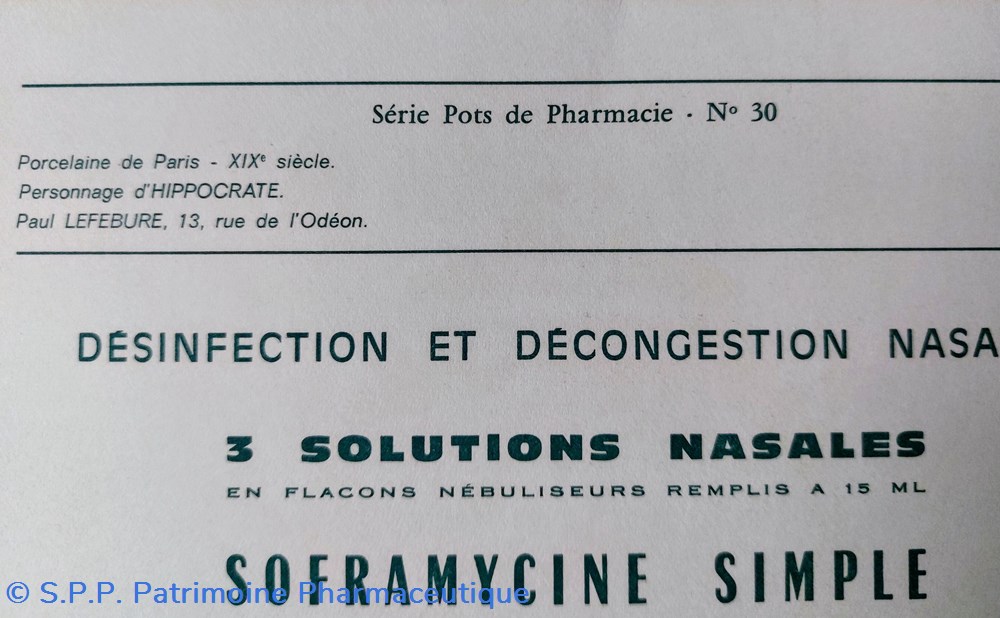 Série Pots de Pharmacie · Nº 30
Porcelaine de Paris - XIXᵉ siècle.
Personnage d'HIPPOCRATE.
Paul LEFEBURE, 13, rue de l'Odéon.
DÉSINFECTION ET DÉCONGESTION NASA
3 SOLUTIONS NASALES
EN FLACONS NÉBULISEURS REMPLIS A 15 ML
SOFRAMYCINE SIMPLE
© S.P.P. Patrimoine Pharmaceutique